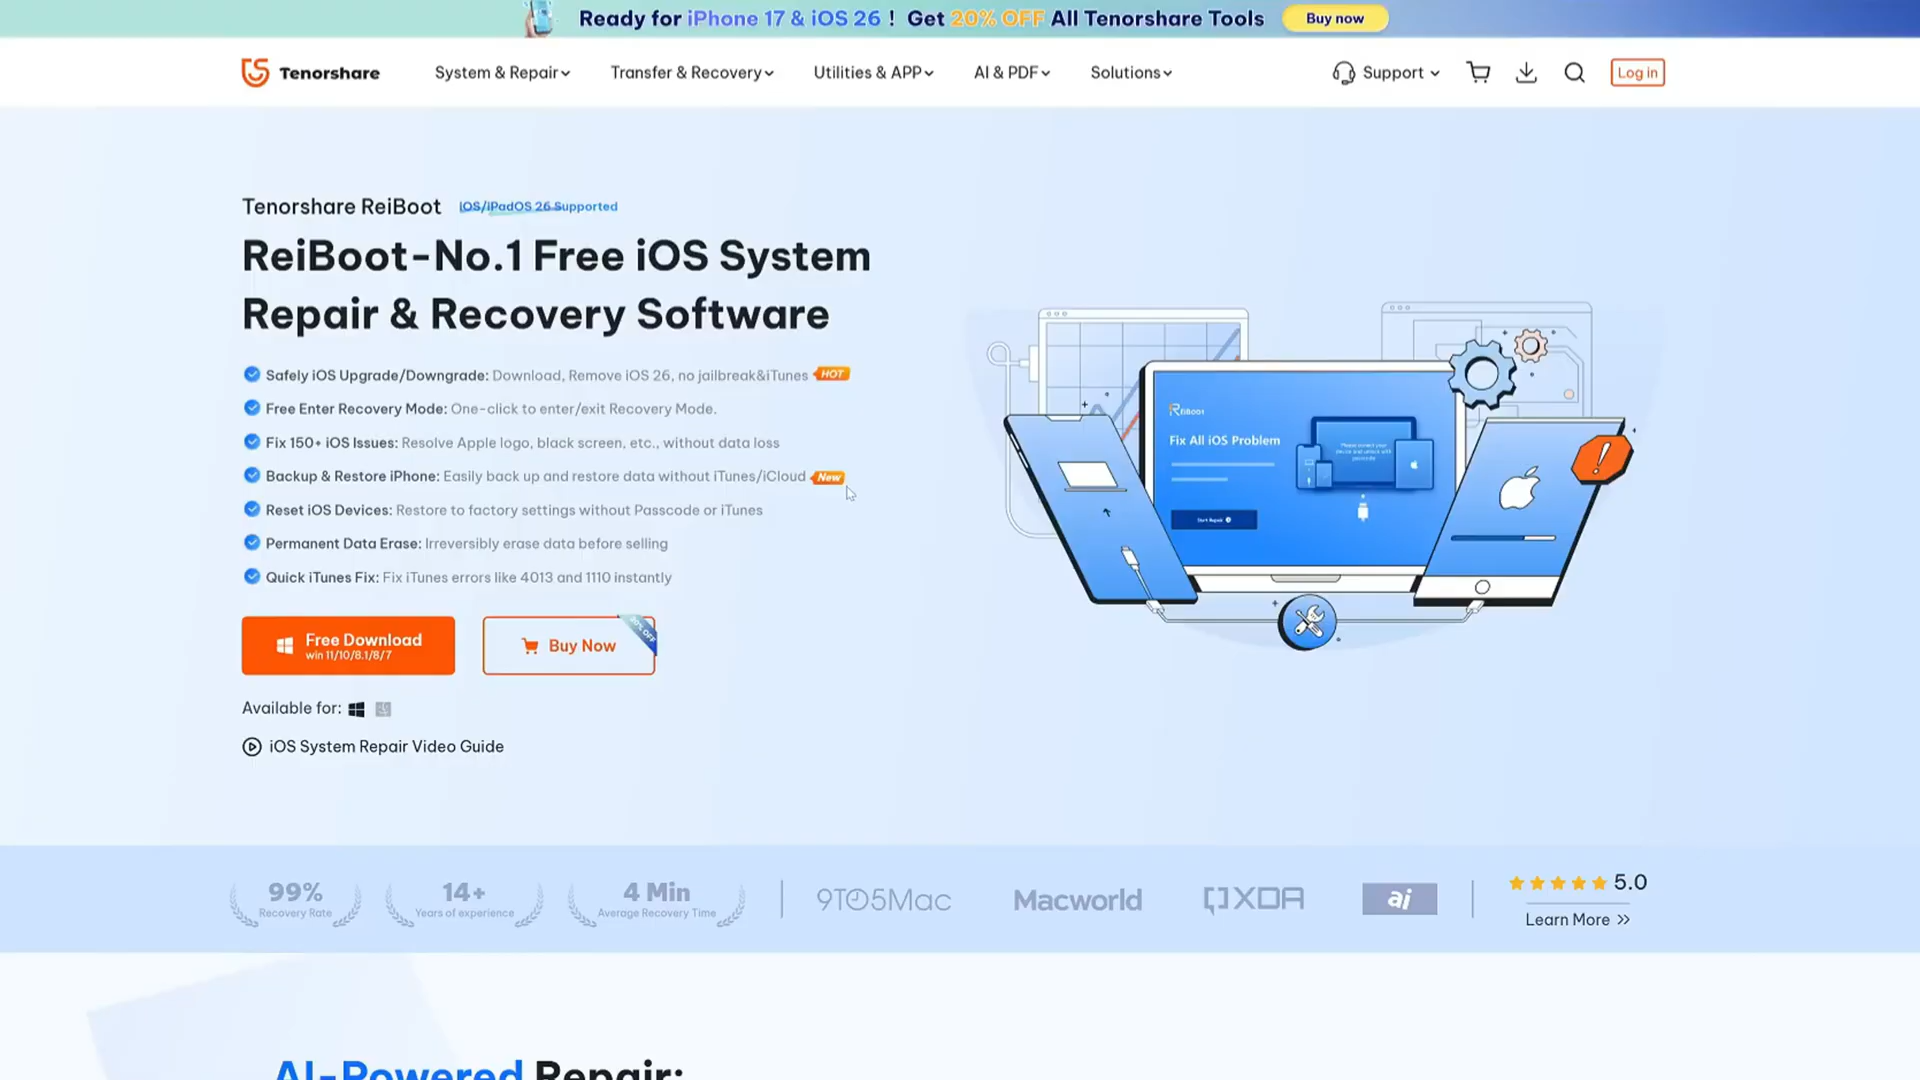 Ready for iPhone 17 & iOS 26 ! Get 20% OFF All Tenorshare Tools Buy now
Tenorshare System & Repair Transfer & Recovery Utilities & APP AI & PDF Solutions Support Log in
Tenorshare ReiBoot iOS/iPadOS 26 Supported
ReiBoot-No.1 Free iOS System
Repair & Recovery Software
Safely iOS Upgrade/Downgrade: Download, Remove iOS 26, no jailbreak&iTunes HOT
Free Enter Recovery Mode: One-click to enter/exit Recovery Mode.
Fix 150+ iOS Issues: Resolve Apple logo, black screen, etc., without data loss
Backup & Restore iPhone: Easily back up and restore data without iTunes/iCloud New
Reset iOS Devices: Restore to factory settings without Passcode or iTunes
Permanent Data Erase: Irreversibly erase data before selling
Quick iTunes Fix: Fix iTunes errors like 4013 and 1110 instantly
Free Download
win 11/10/8.1/8/7
Buy Now
20% OFF
Available for:
iOS System Repair Video Guide
ReiBoot
Fix All iOS Problem
Start Repair
99%
Recovery Rate
14+
Years of experience
4 Min
Average Recovery Time
9TO5Mac
Macworld
XDA
ai
5.0
Learn More >>
AI-Powered Repair: